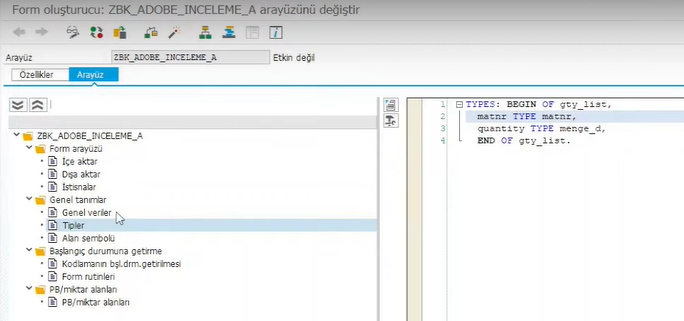 Form oluşturucu: ZBK_ADOBE_INCELEME_A arayüzünü değiştir
Arayüz ZBK_ADOBE_INCELEME_A Etkin değil
Özellikler Arayüz
ZBK_ADOBE_INCELEME_A
Form arayüzü
İçe aktar
Dışa aktar
İstisnalar
Genel tanımlar
Genel veriler
Tipler
Alan sembolü
Başlangıç durumuna getirme
Kodlamanın bşl.drm.getirilmesi
Form rutinleri
PB/miktar alanları
PB/miktar alanları
1 TYPES: BEGIN OF gty_list,
2 matnr TYPE matnr,
3 quantity TYPE menge_d,
4 END OF gty_list.